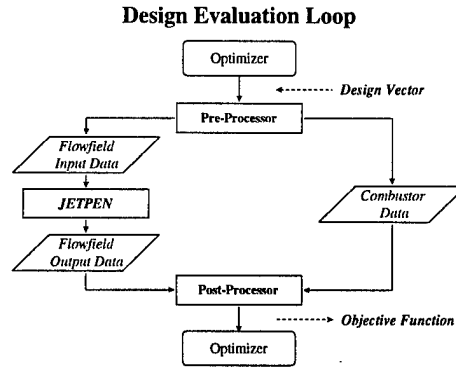 Design Evaluation Loop
Optimizer
Design Vector
Pre-Processor
Flowfield
Input Data
JETPEN
Combustor
Data
Flowfield
Output Data
Post-Processor
Objective Function
Optimizer